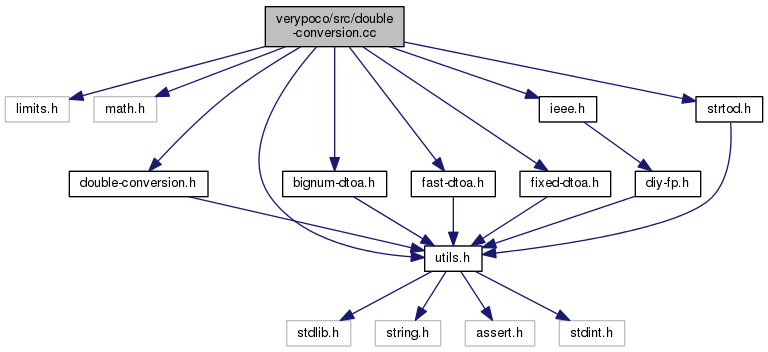 verypoco/src/double
-conversion.cc
limits.h
math.h
ieee.h
strtod.h
double-conversion.h
bignum-dtoa.h
fast-dtoa.h
fixed-dtoa.h
diy-fp.h
utils.h
stdlib.h
string.h
assert.h
stdint.h